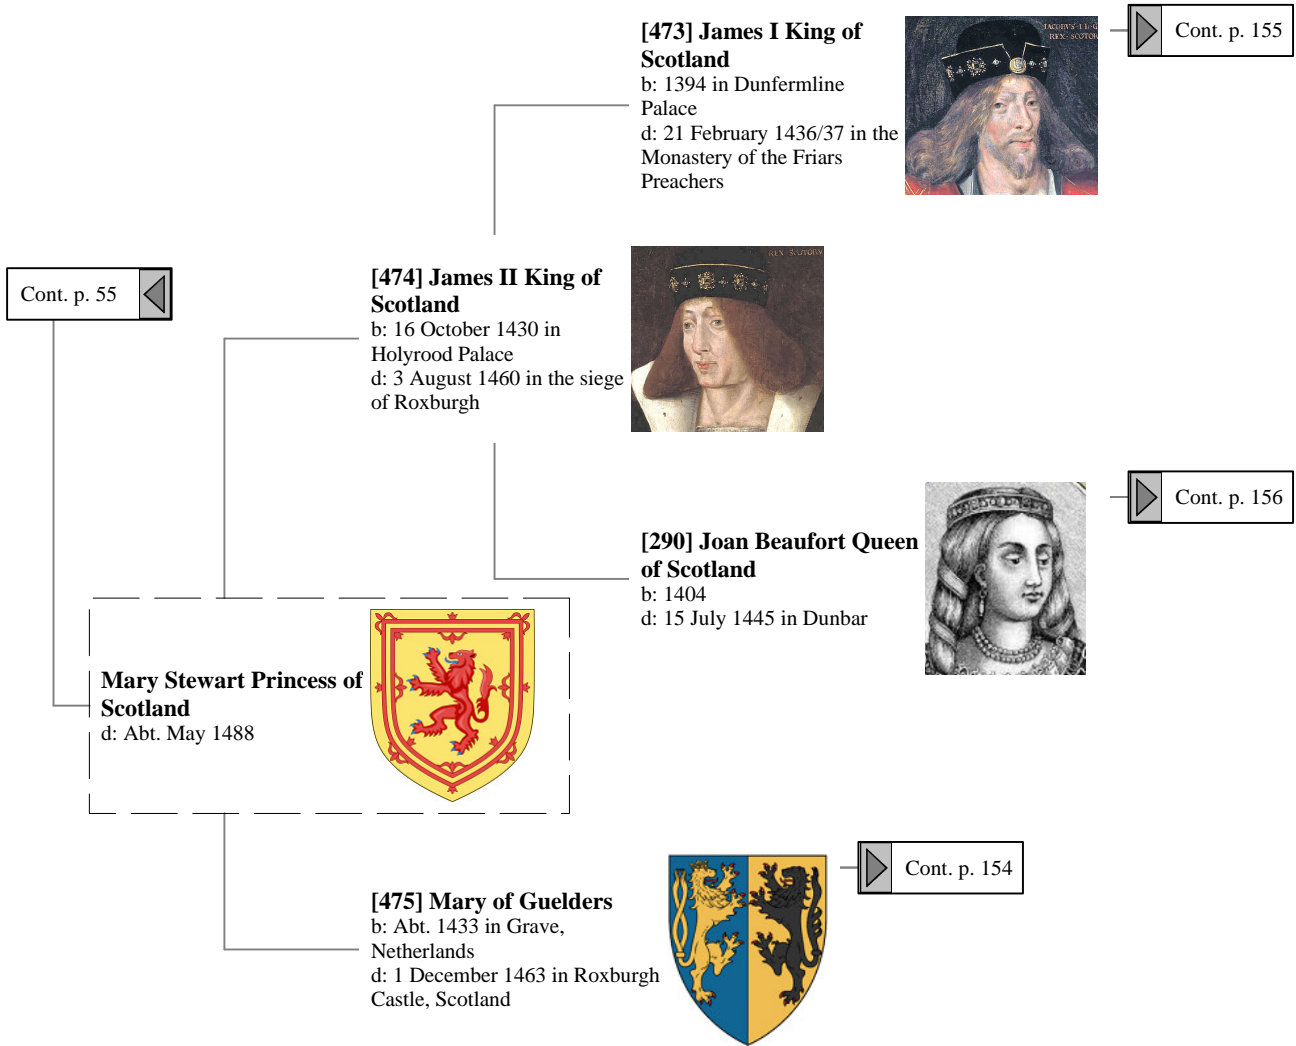 [473] James I King of
Scotland
b: 1394 in Dunfermline
Palace
d: 21 February 1436/37 in the
Monastery of the Friars
Preachers
Cont. p. 155
[474] James II King of
Scotland
b: 16 October 1430 in
Holyrood Palace
d: 3 August 1460 in the siege
of Roxburgh
Cont. p. 55
[290] Joan Beaufort Queen
of Scotland
b: 1404
d: 15 July 1445 in Dunbar
Cont. p. 156
Mary Stewart Princess of
Scotland
d: Abt. May 1488
[475] Mary of Guelders
b: Abt. 1433 in Grave,
Netherlands
d: 1 December 1463 in Roxburgh
Castle, Scotland
Cont. p. 154